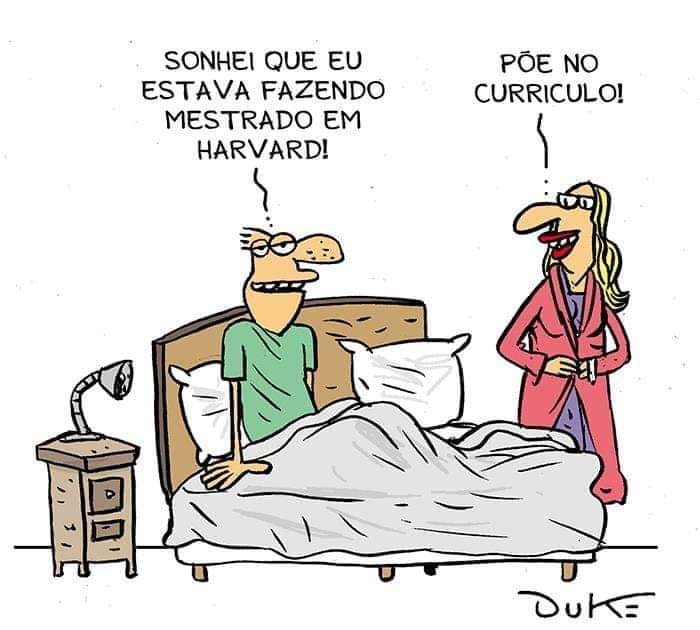 SONHEI QUE EU
ESTAVA FAZENDO
MESTRADO EM
HARVARD!
PÕE NO
CURRICULO!
DUKE